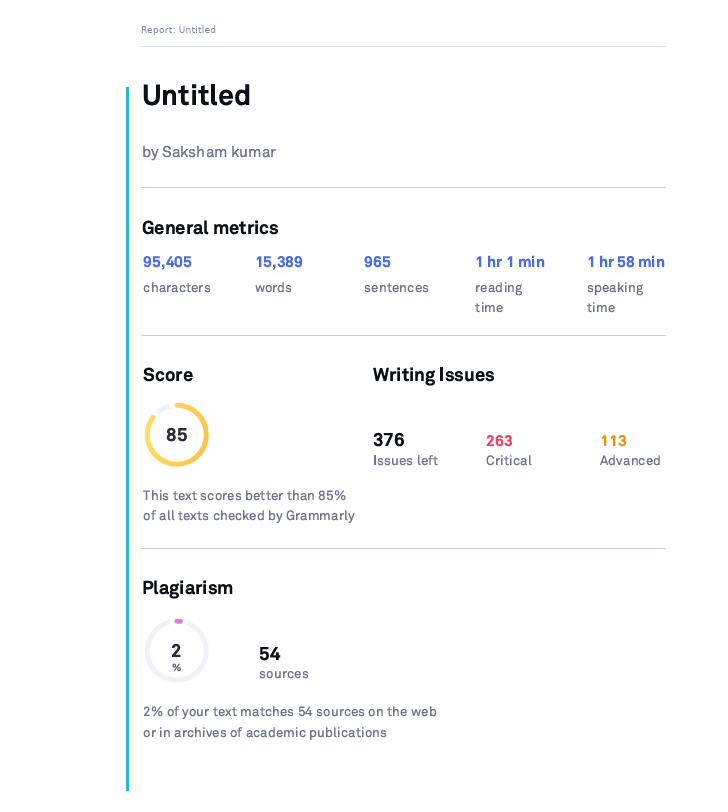 Report: Untitled
Untitled
by Saksham kumar
General metrics
95,405 15,389 965 1 hr 1 min 1 hr 58 min
characters words sentences reading time speaking time
Score Writing Issues
85
376 263 113
Issues left Critical Advanced
This text scores better than 85%
of all texts checked by Grammarly
Plagiarism
2 %
54
sources
2% of your text matches 54 sources on the web
or in archives of academic publications